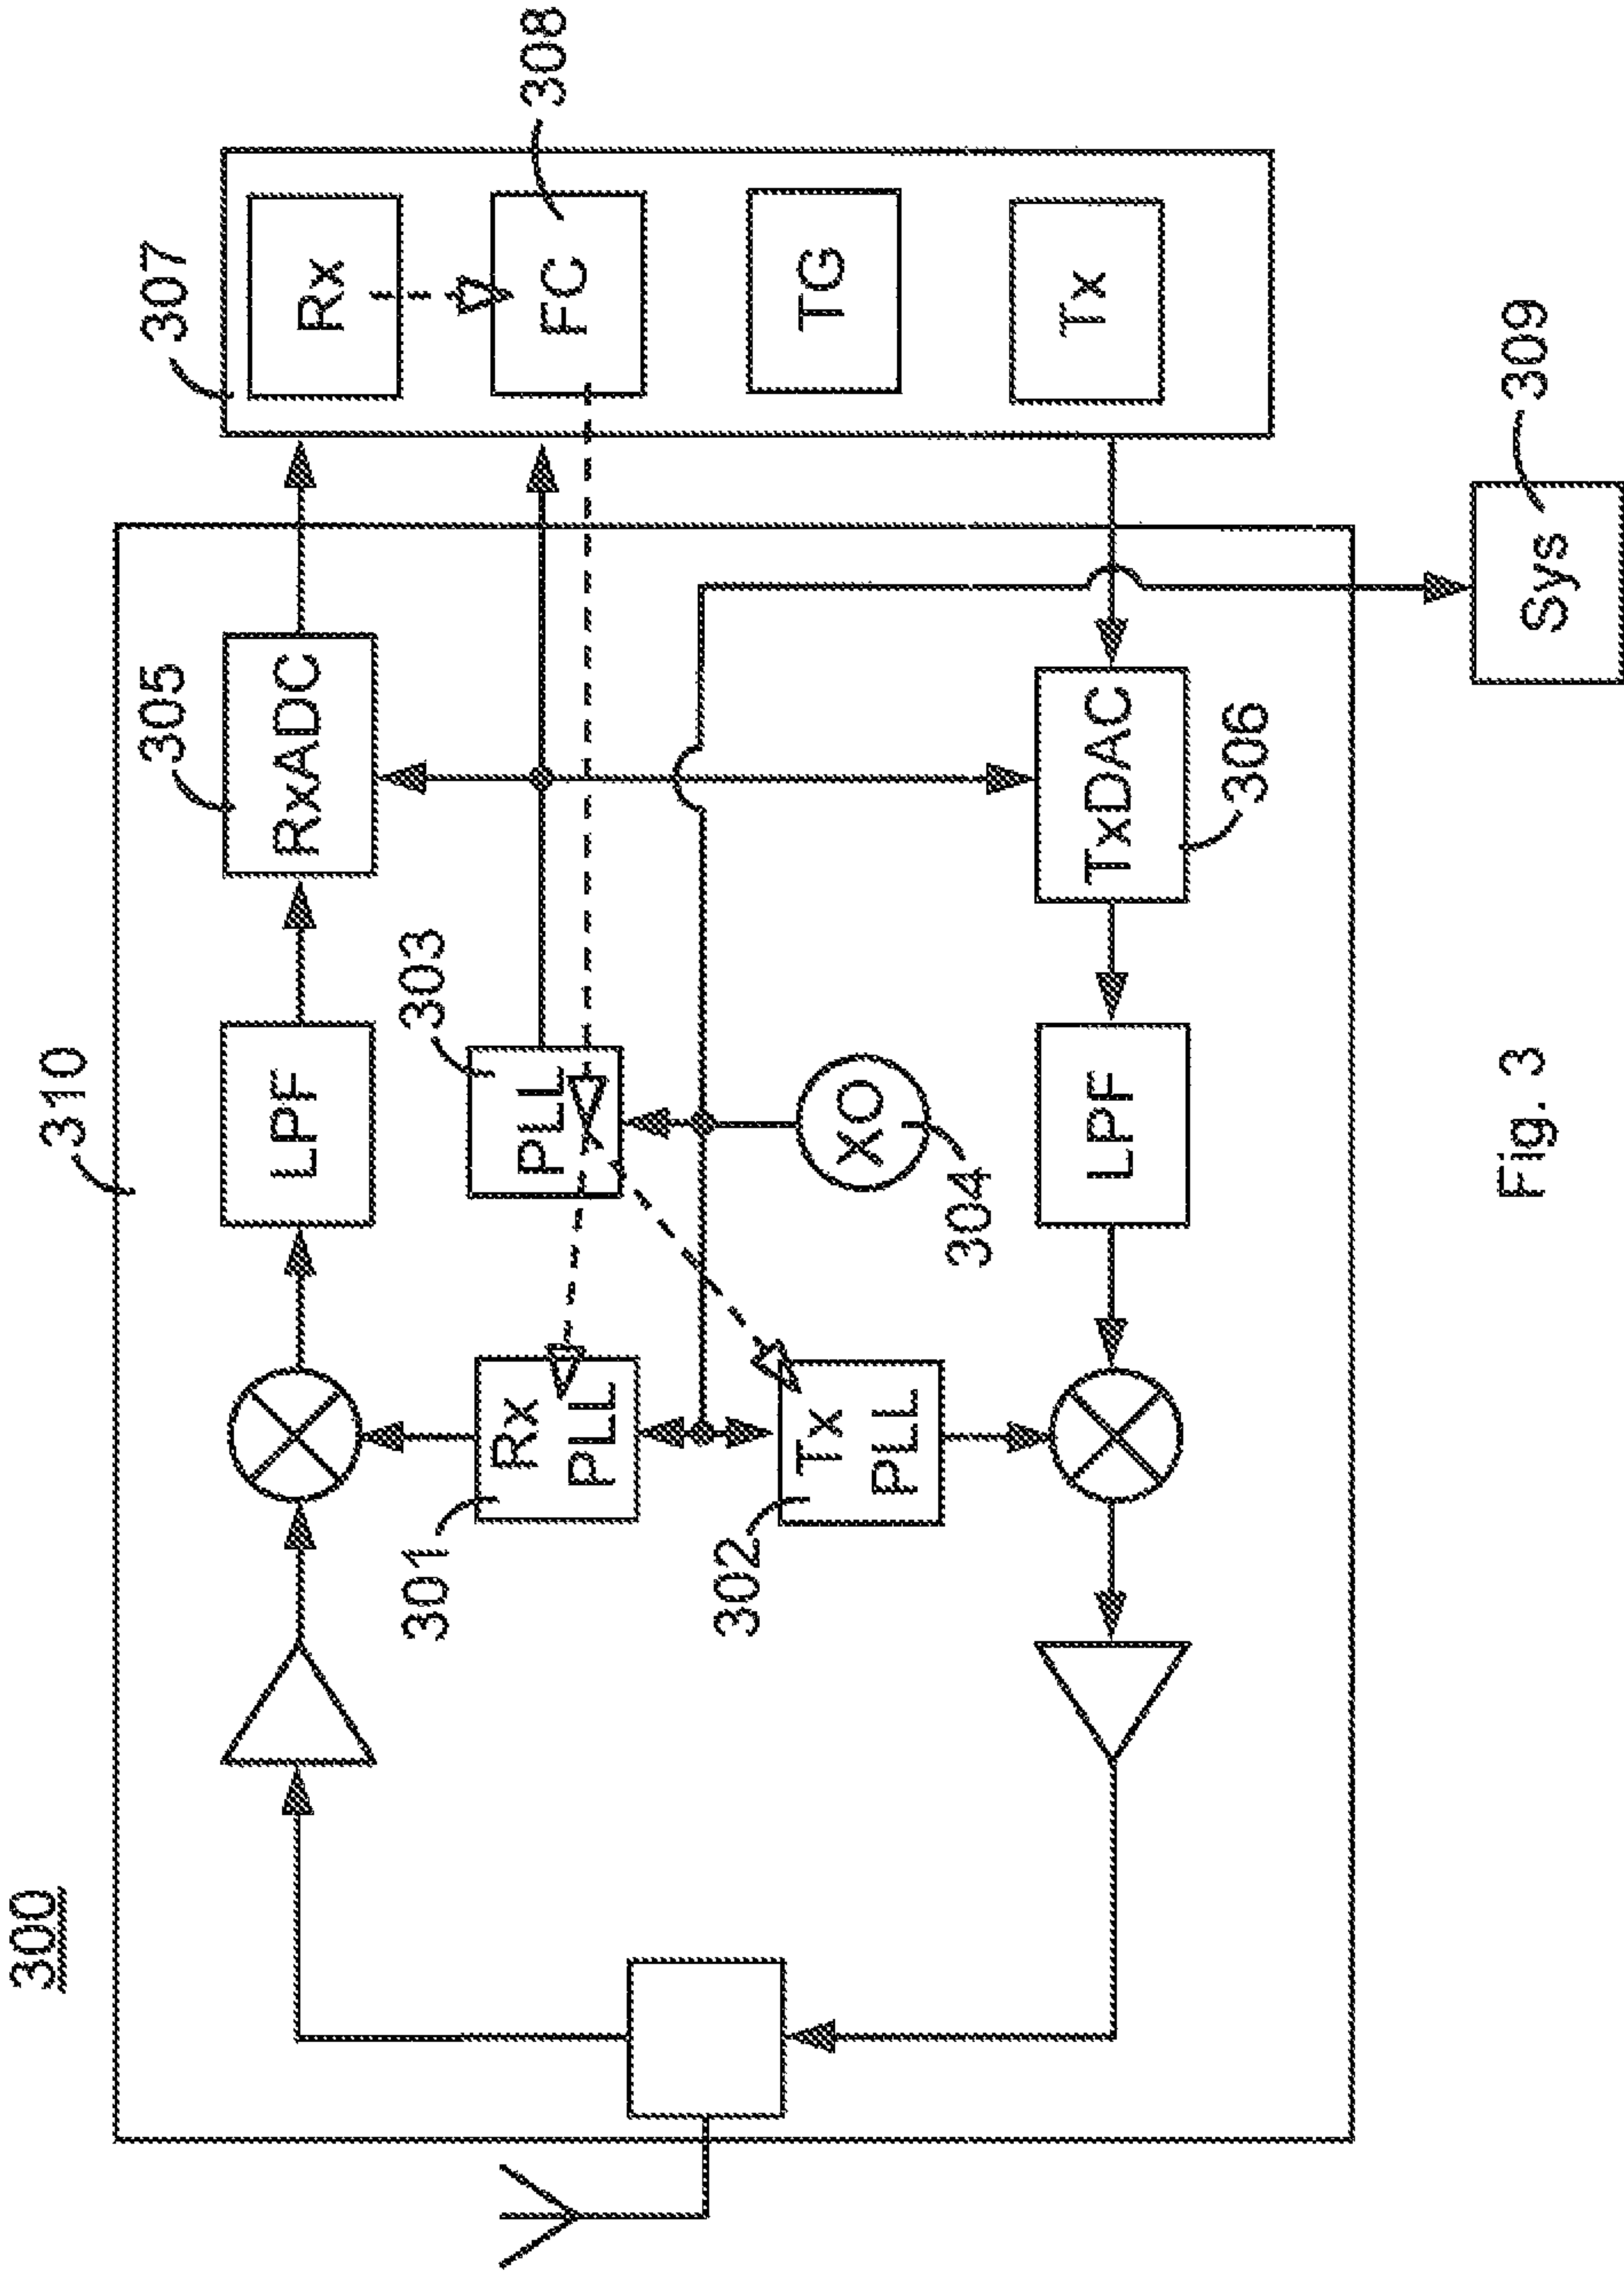 300
310
307
305
Rx
LPF
RxADC
303
308
301
Rx
PLL
PLL
FC
302
Tx
PLL
304
XO
TG
LPF
TxDAC
306
Tx
Sys
309
Fig. 3